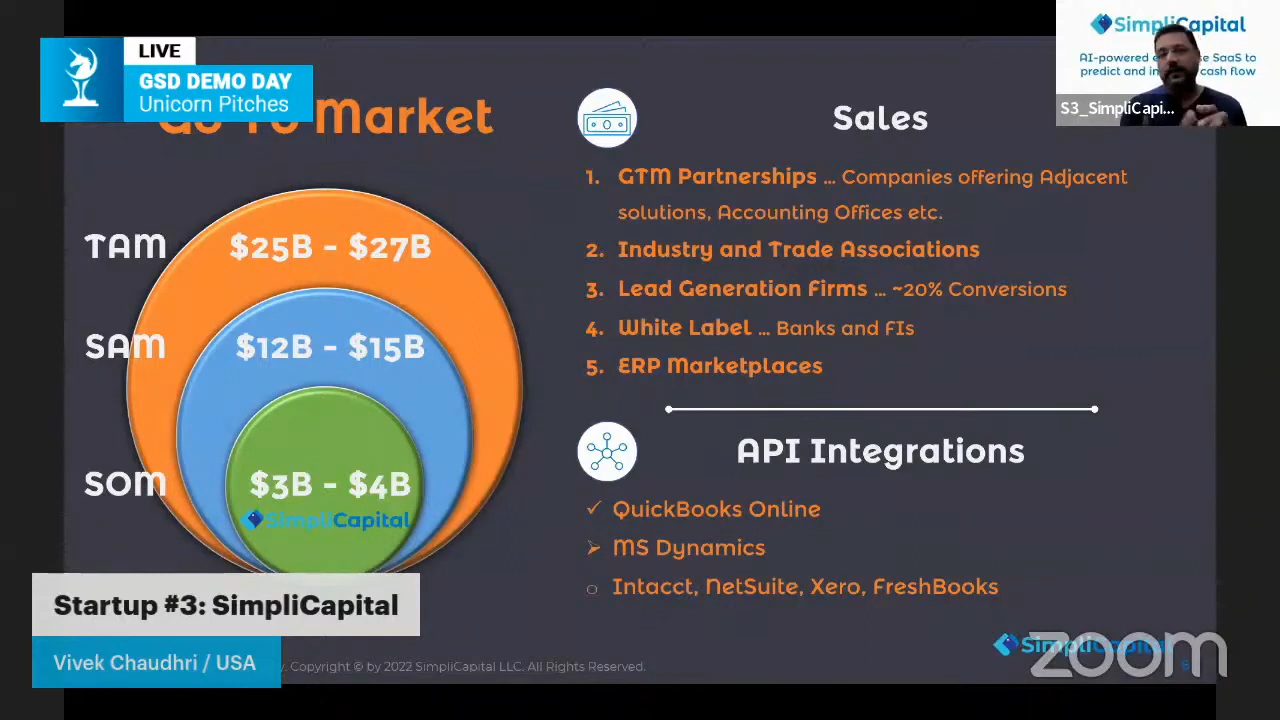 LIVE
GSD DEMO DAY
Unicorn Pitches
Market
TAM
$25B - $27B
SAM
$12B - $15B
SOM
$3B - $4B
SimpliCapital
Sales
1. GTM Partnerships ... Companies offering Adjacent
solutions, Accounting Offices etc.
2. Industry and Trade Associations
3. Lead Generation Firms ... ~20% Conversions
4. White Label ... Banks and FIs
5. ERP Marketplaces
API Integrations
✓ QuickBooks Online
➢ MS Dynamics
○ Intacct, NetSuite, Xero, FreshBooks
SimpliCapital
AI-powered
SaaS to
predict and
cash flow
S3_SimpliCapi...
Startup #3: SimpliCapital
Vivek Chaudhri / USA
Copyright © by 2022 SimpliCapital LLC. All Rights Reserved.
SimpliCapital
zoom